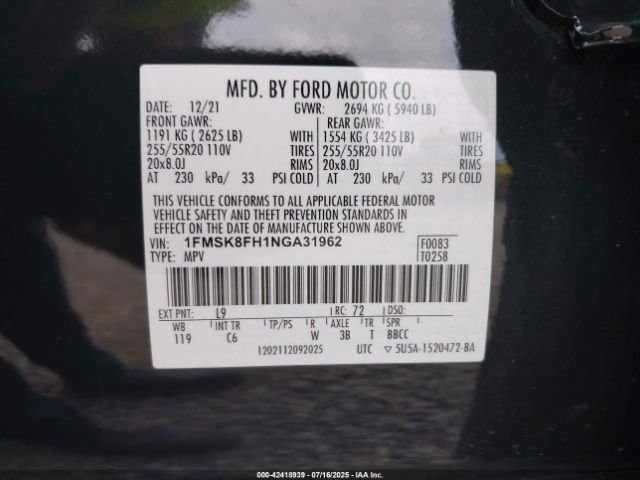 MFD. BY FORD MOTOR CO.
DATE: 12/21 GVWR: 2694 KG ( 5940 LB)
FRONT GAWR: REAR GAWR:
1191 KG ( 2625 LB) WITH 1554 KG ( 3425 LB) WITH
255/55R20 110V TIRES 255/55R20 110V TIRES
20x8.0J RIMS 20x8.0J RIMS
AT 230 kPa/ 33 PSI COLD AT 230 kPa/ 33 PSI COLD
THIS VEHICLE CONFORMS TO ALL APPLICABLE FEDERAL MOTOR
VEHICLE SAFETY AND THEFT PREVENTION STANDARDS IN
EFFECT ON THE DATE OF MANUFACTURE SHOWN ABOVE.
VIN: 1FMSK8FH1NGA31962 F0083
TYPE: MPV T0258
EXT PNT: L9 RC: 72 DSO:
WB INT TR TP/PS R AXLE TR SPR
119 C6 W 3B T BBCC
1202112092025 UTC ▽ 5U5A-1520472-BA
000-42418939 - 07/16/2025 - IAAI.COM